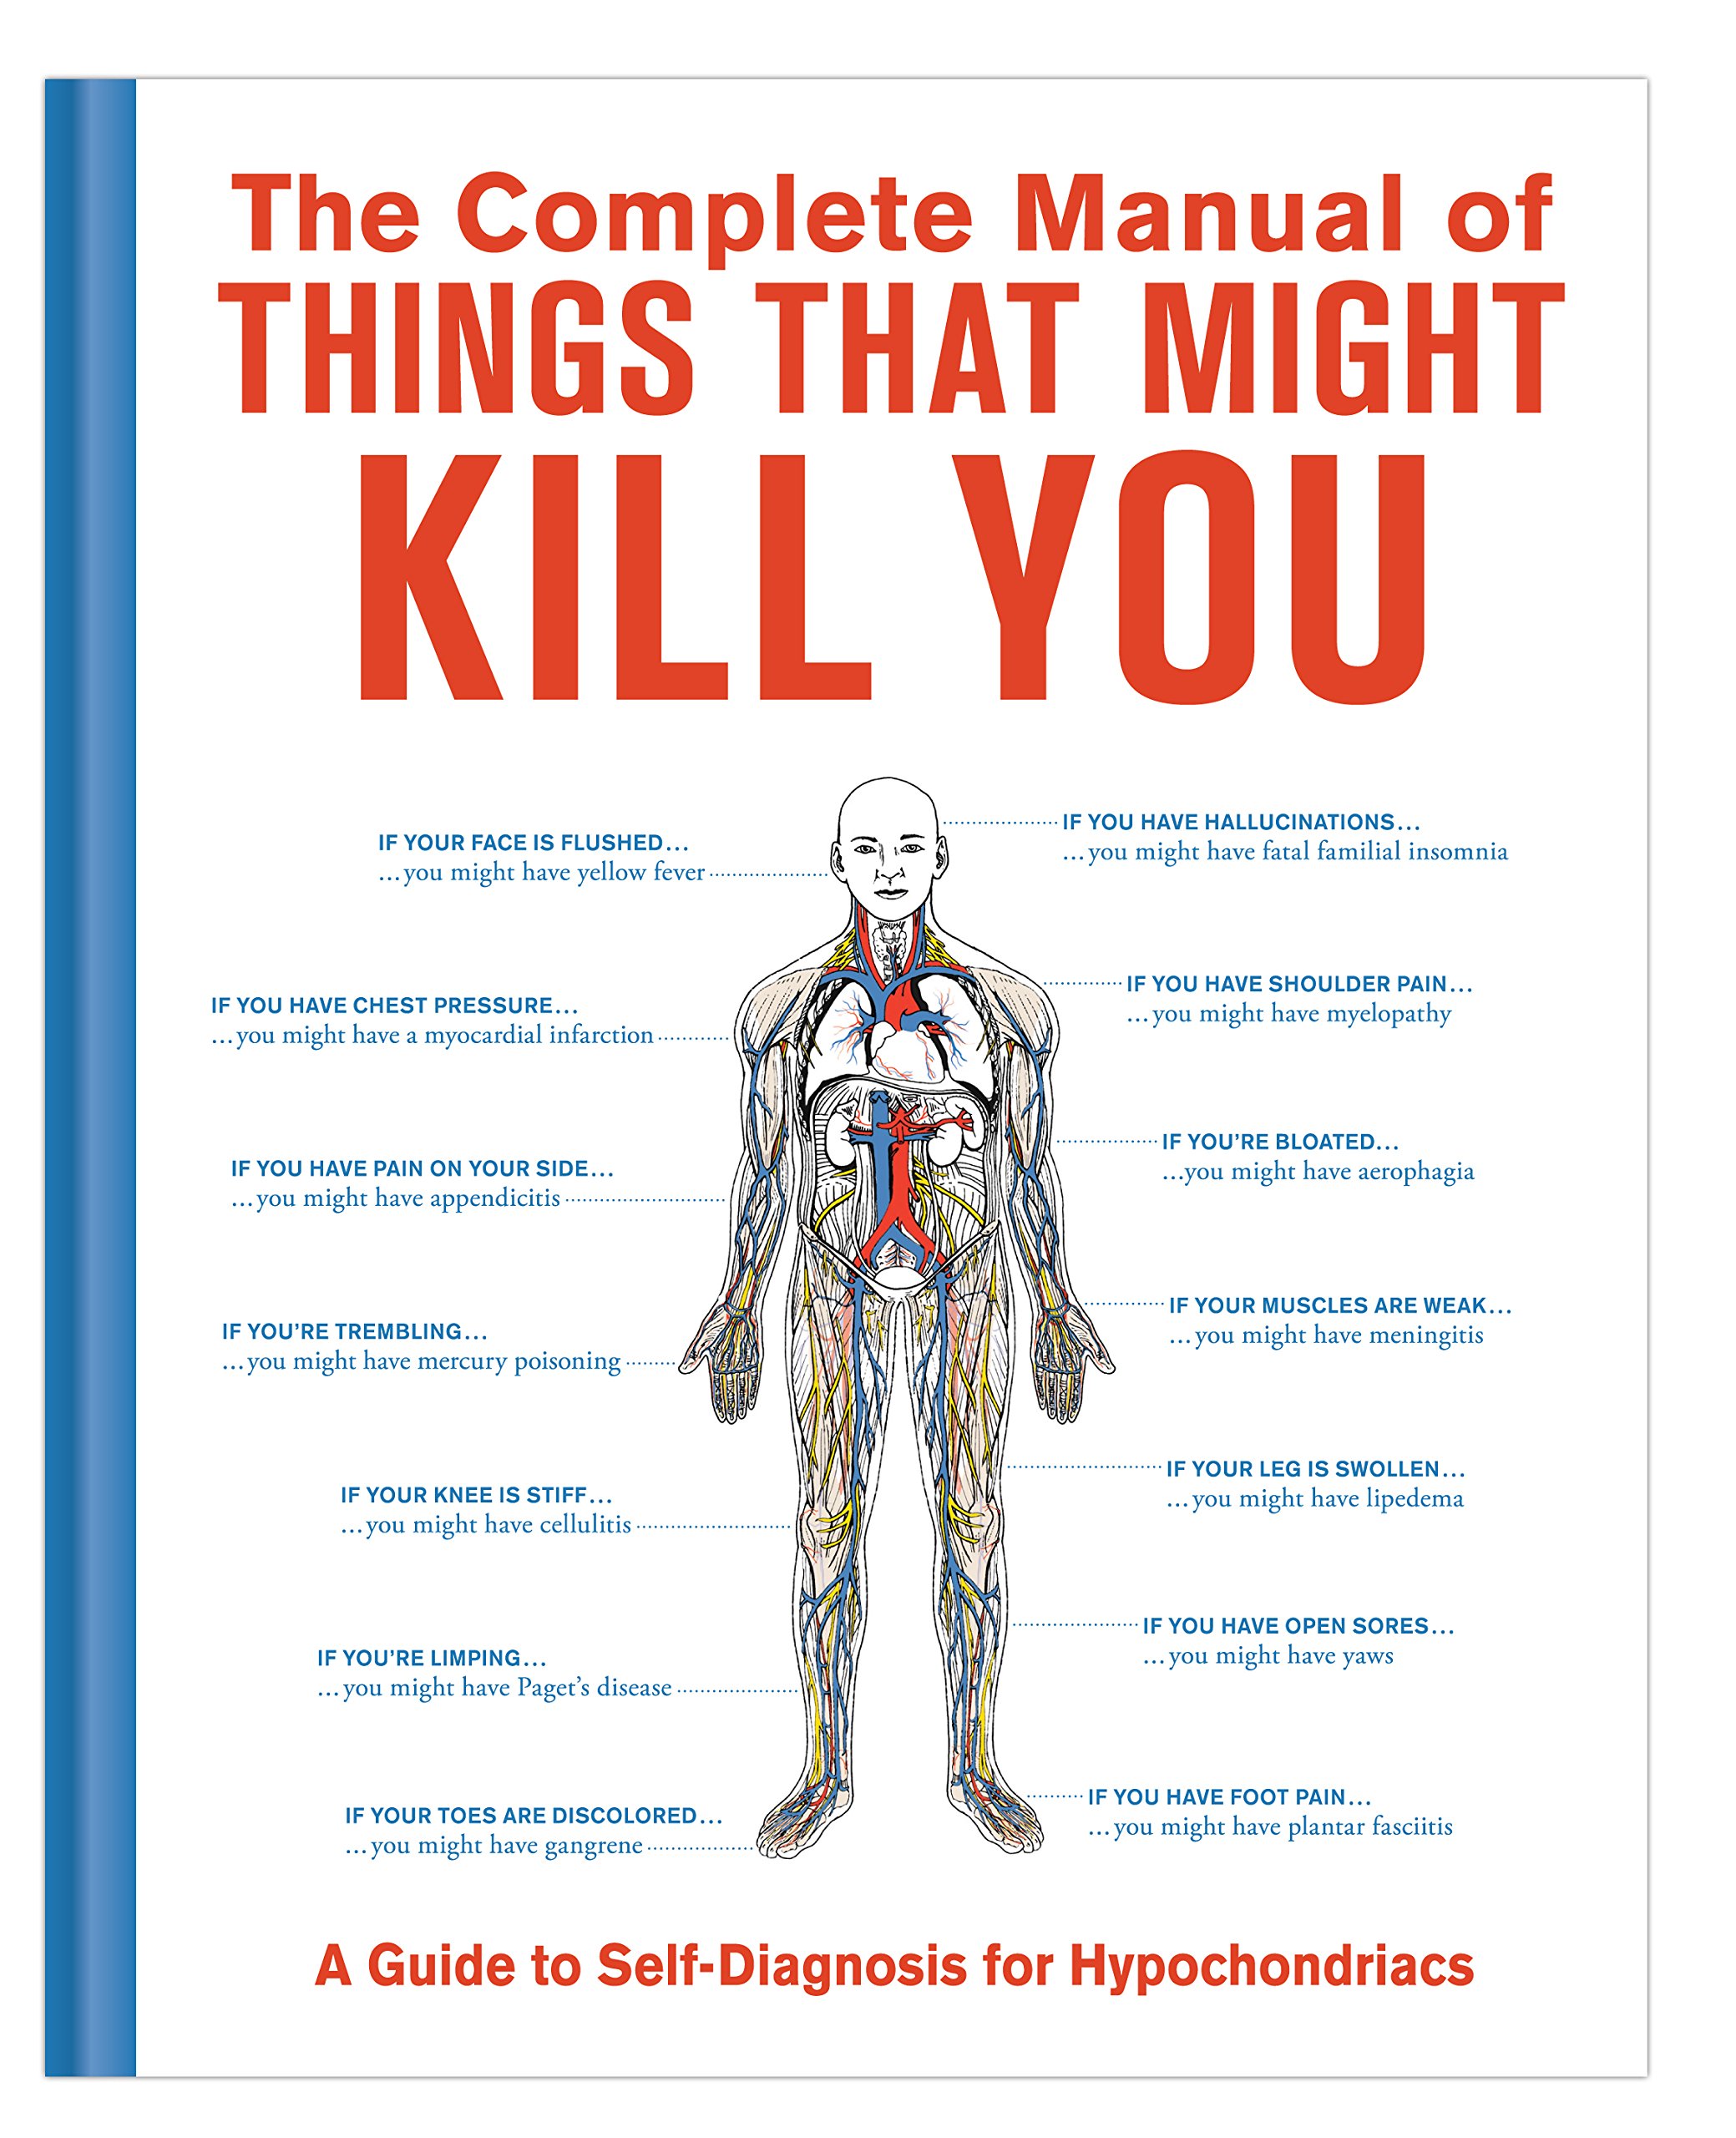 The Complete Manual of
THINGS THAT MIGHT
KILL YOU
IF YOUR FACE IS FLUSHED...
...you might have yellow fever
IF YOU HAVE HALLUCINATIONS...
...you might have fatal familial insomnia
IF YOU HAVE CHEST PRESSURE...
...you might have a myocardial infarction
IF YOU HAVE SHOULDER PAIN...
...you might have myelopathy
IF YOU HAVE PAIN ON YOUR SIDE...
...you might have appendicitis
IF YOU'RE BLOATED...
...you might have aerophagia
IF YOU'RE TREMBLING...
...you might have mercury poisoning
IF YOUR MUSCLES ARE WEAK...
...you might have meningitis
IF YOUR KNEE IS STIFF...
...you might have cellulitis
IF YOUR LEG IS SWOLLEN...
...you might have lipedema
IF YOU'RE LIMPING...
...you might have Paget's disease
IF YOU HAVE OPEN SORES...
...you might have yaws
IF YOUR TOES ARE DISCOLORED...
...you might have gangrene
IF YOU HAVE FOOT PAIN...
...you might have plantar fasciitis
A Guide to Self-Diagnosis for Hypochondriacs